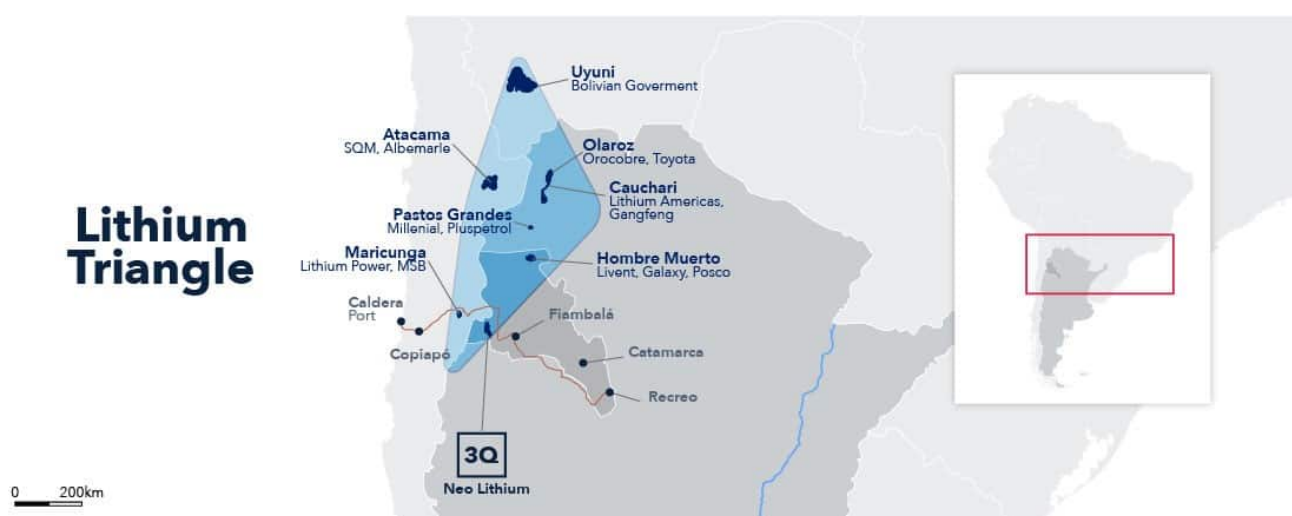 Lithium
Triangle
Uyuni
Bolivian Goverment
Atacama
SQM, Albemarle
Olaroz
Orocobre, Toyota
Cauchari
Lithium Americas,
Gangfeng
Pastos Grandes
Millenial, Pluspetrol
Maricunga
Lithium Power, MSB
Hombre Muerto
Livent, Galaxy, Posco
Caldera
Port
Copiapó
Fiambalá
Catamarca
Recreo
3Q
Neo Lithium
0 200km